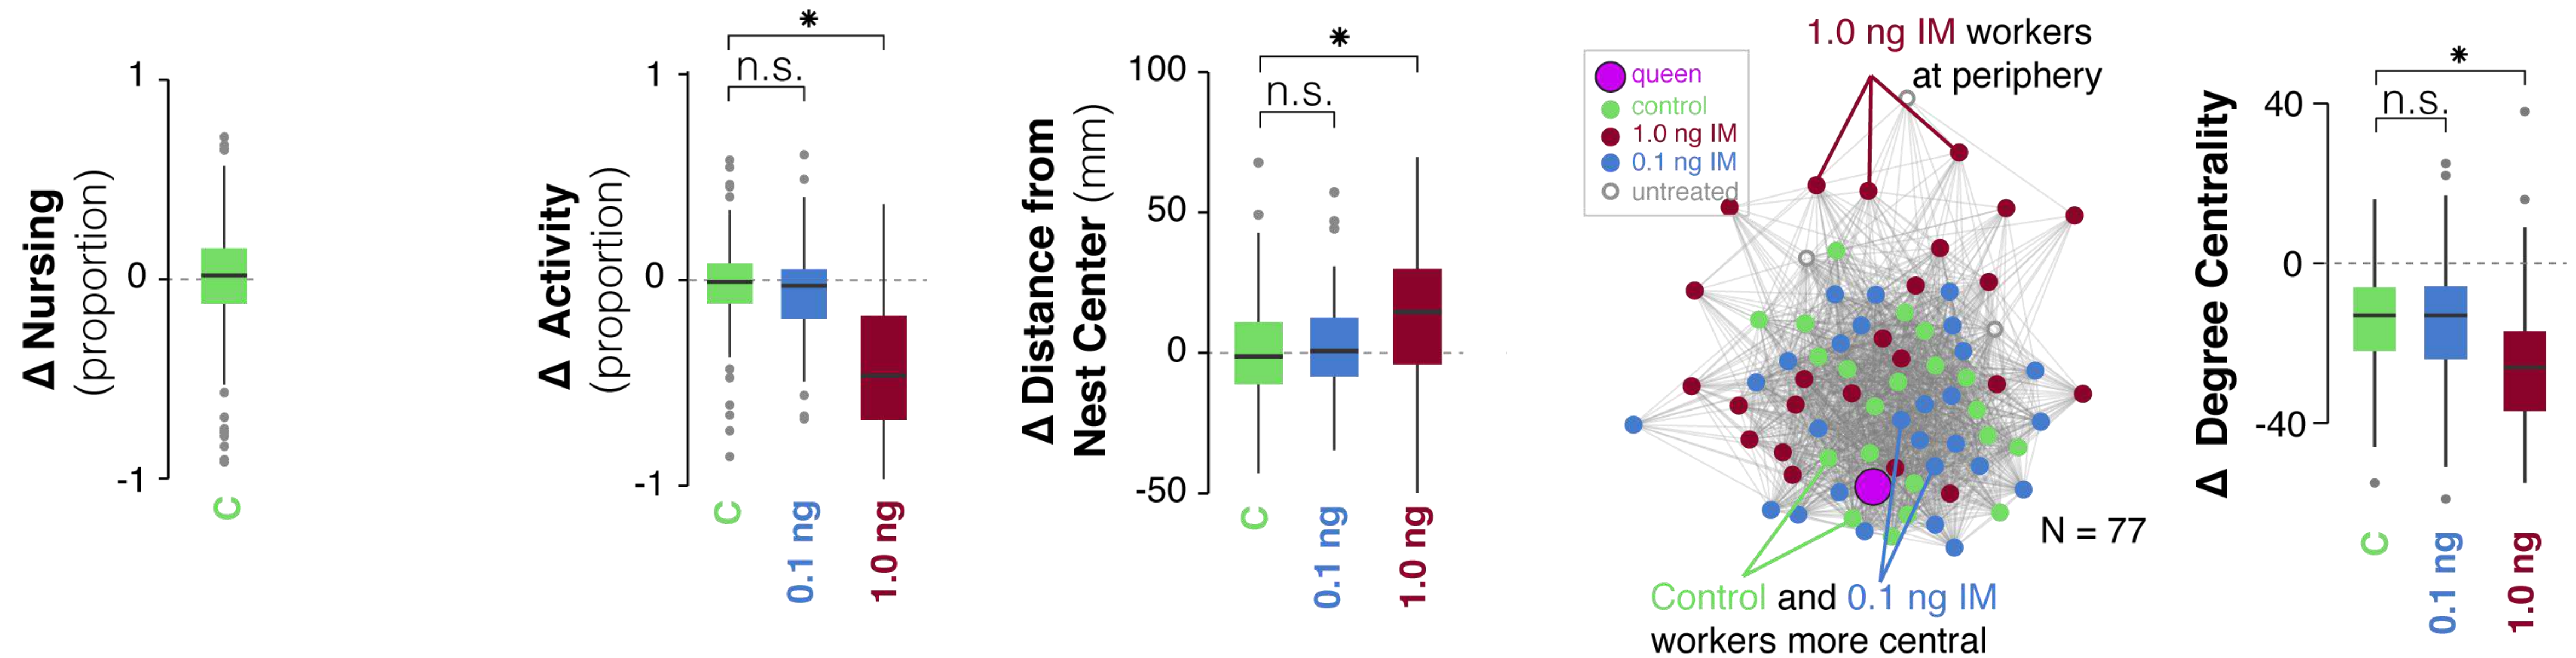 Δ Nursing
(proportion)
1
0
-1
C
Δ Activity
(proportion)
1
0
-1
*
n.s.
C
0.1 ng
1.0 ng
Δ Distance from
Nest Center (mm)
100
50
0
-50
*
n.s.
C
0.1 ng
1.0 ng
queen
control
1.0 ng IM
0.1 ng IM
untreated
1.0 ng IM workers
at periphery
N = 77
Control and 0.1 ng IM
workers more central
Δ Degree Centrality
40
0
-40
*
n.s.
C
0.1 ng
1.0 ng